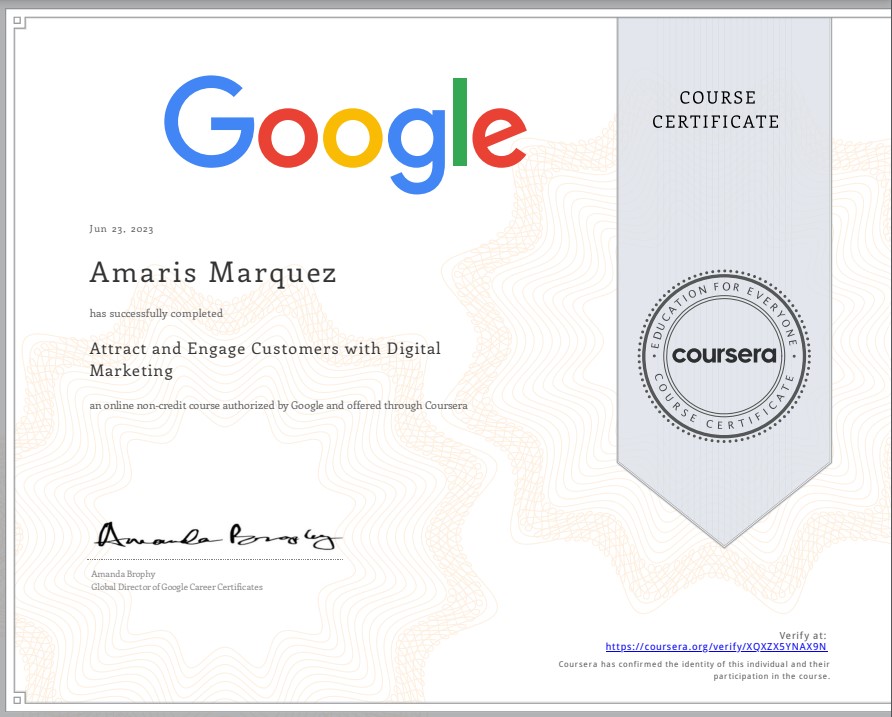 Google
COURSE
CERTIFICATE
Jun 23, 2023
Amaris Marquez
has successfully completed
Attract and Engage Customers with Digital
Marketing
an online non-credit course authorized by Google and offered through Coursera
EDUCATION FOR EVERYONE
coursera
COURSE CERTIFICATE
Amanda Brophy
Amanda Brophy
Global Director of Google Career Certificates
Verify at:
https://coursera.org/verify/XQXZX5YNAX9N
Coursera has confirmed the identity of this individual and their
participation in the course.